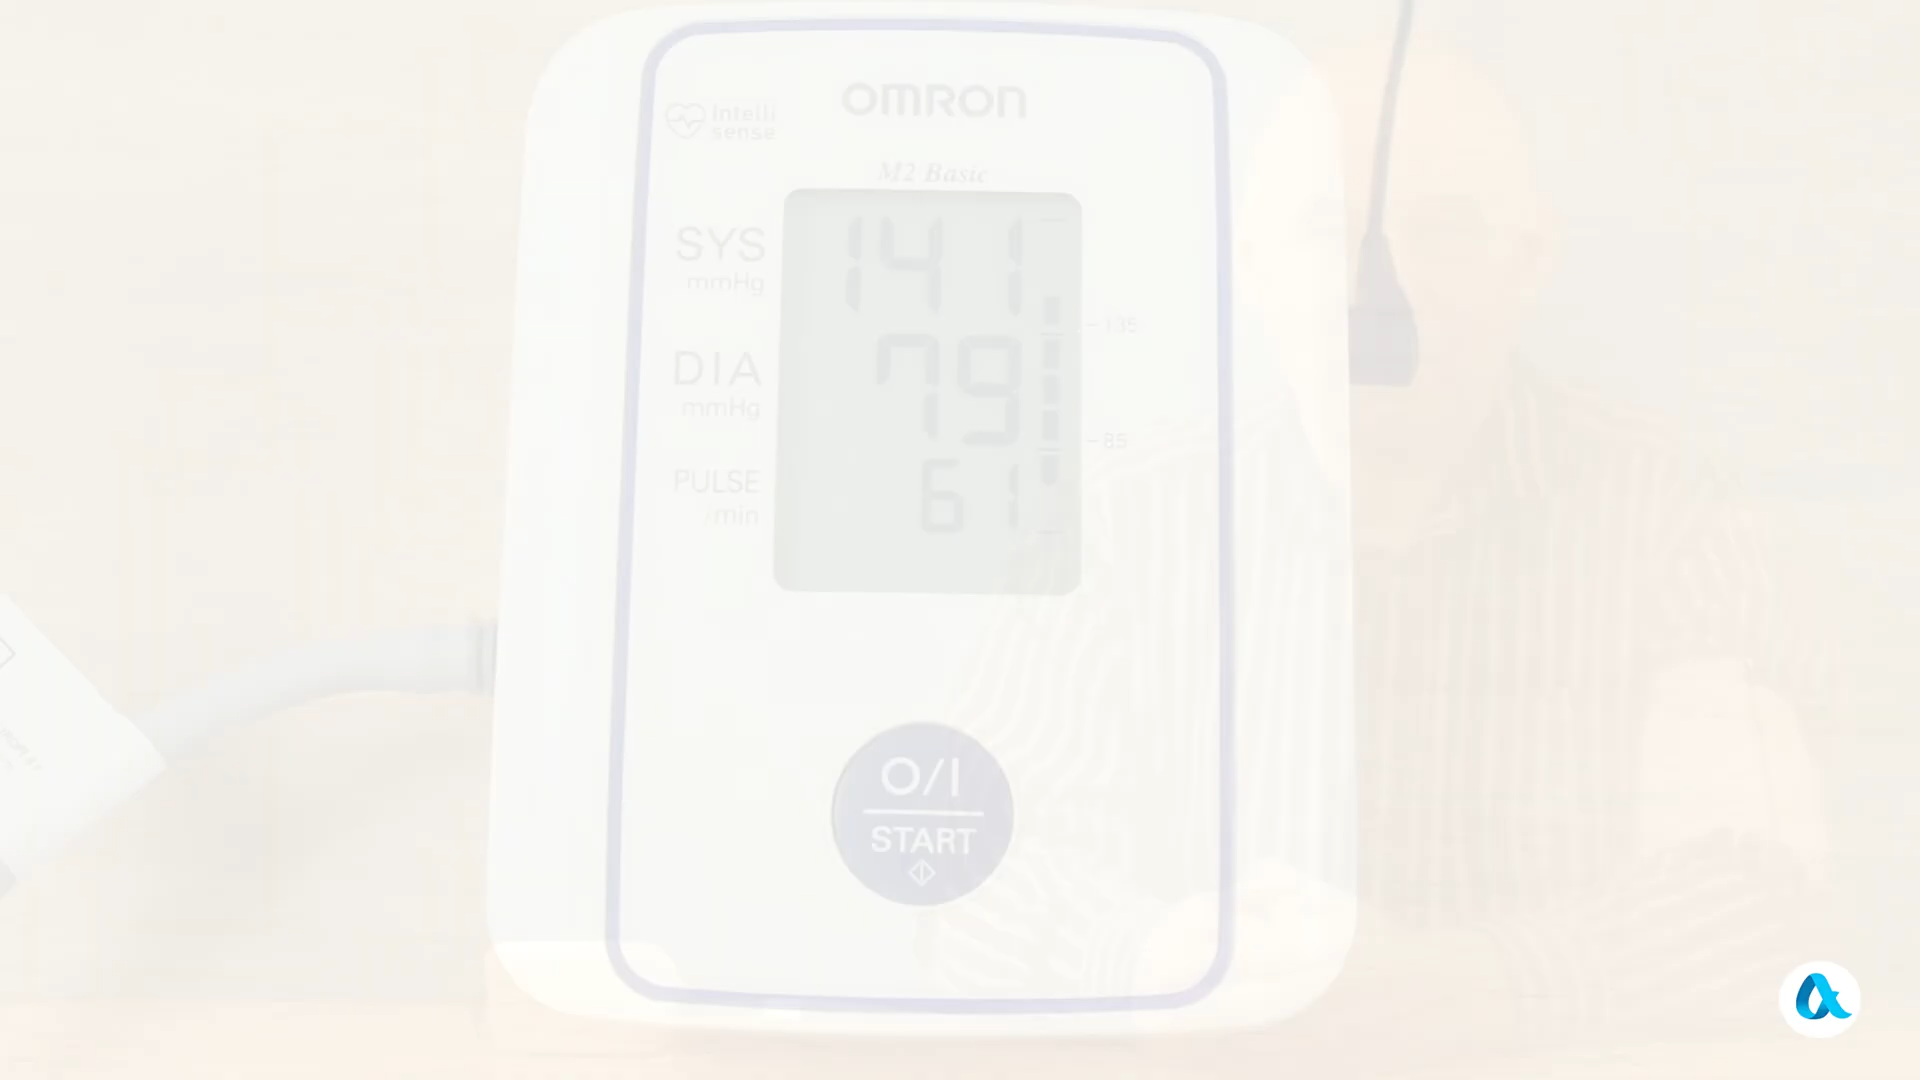 OMRON
intelli
sense
M2 Basic
SYS
mmHg
141
135
DIA
mmHg
79
85
PULSE
/min
61
O/I
START